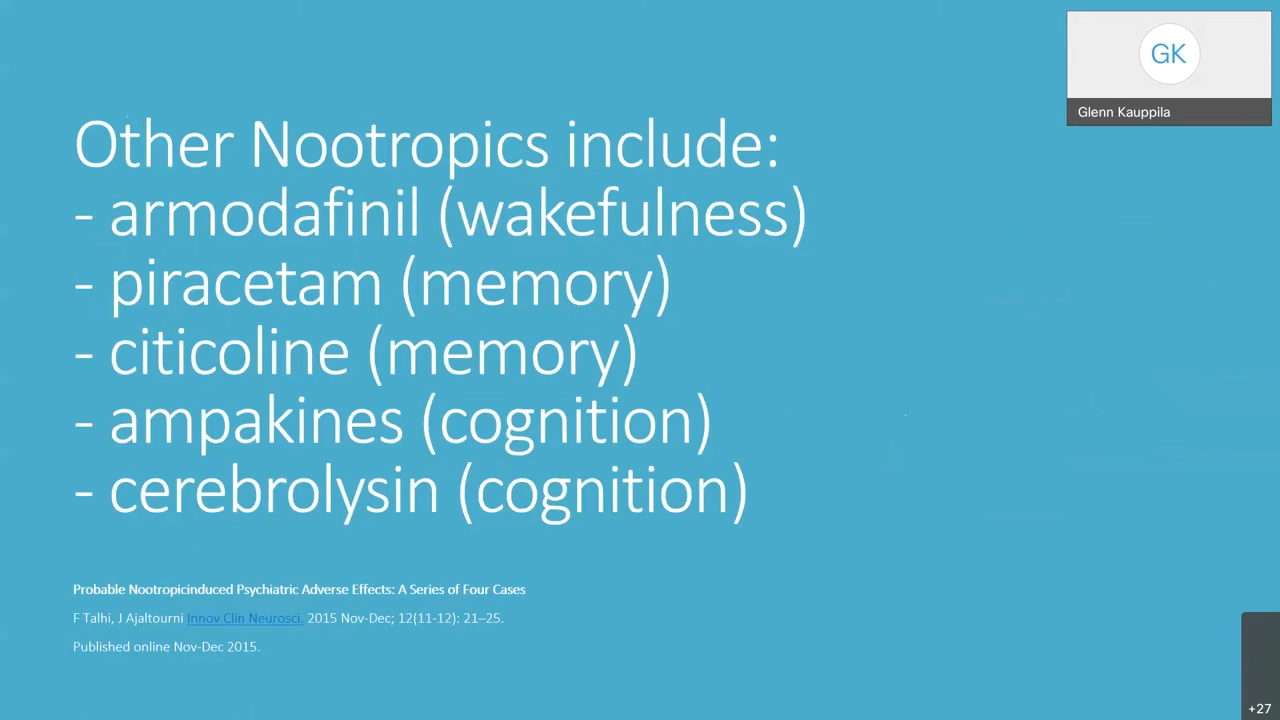 Other Nootropics include:
- armodafinil (wakefulness)
- piracetam (memory)
- citicoline (memory)
- ampakines (cognition)
- cerebrolysin (cognition)
Probable Nootropicinduced Psychiatric Adverse Effects: A Series of Four Cases
F Talhi, J Ajaltourni Innov Clin Neurosci. 2015 Nov-Dec; 12(11-12): 21–25.
Published online Nov-Dec 2015.
GK
Glenn Kauppila
+27